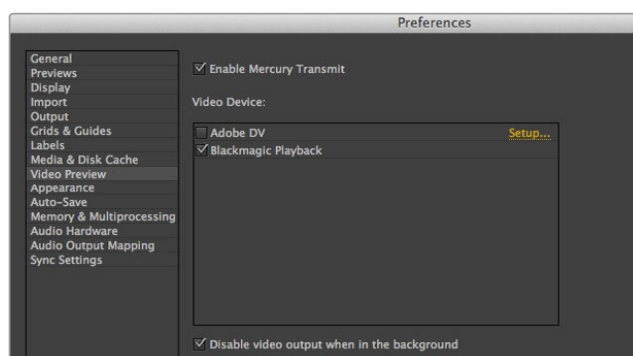 Preferences
General
Previews
Display
Import
Output
Grids & Guides
Labels
Media & Disk Cache
Video Preview
Appearance
Auto-Save
Memory & Multiprocessing
Audio Hardware
Audio Output Mapping
Sync Settings
Enable Mercury Transmit
Video Device:
Adobe DV Setup...
Blackmagic Playback
Disable video output when in the background